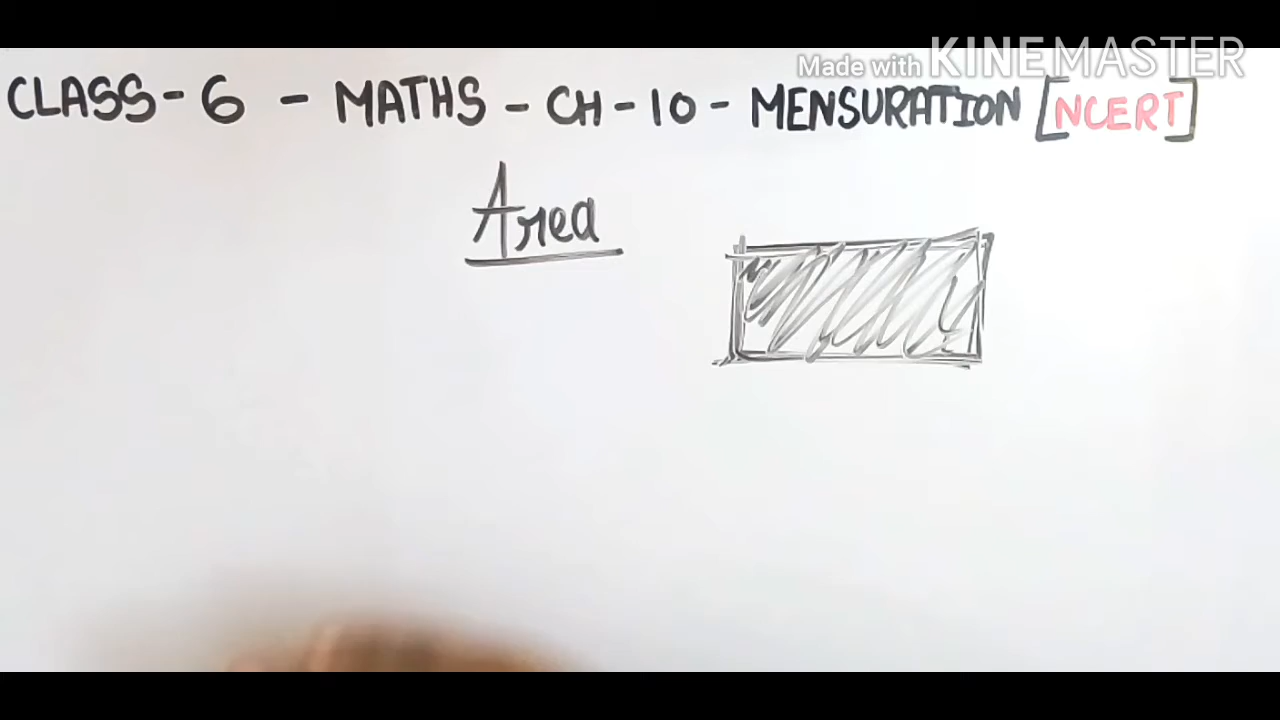 Made with KINEMASTER
CLASS-6 - MATHS - CH-10 - MENSURATION [NCERT]
Area